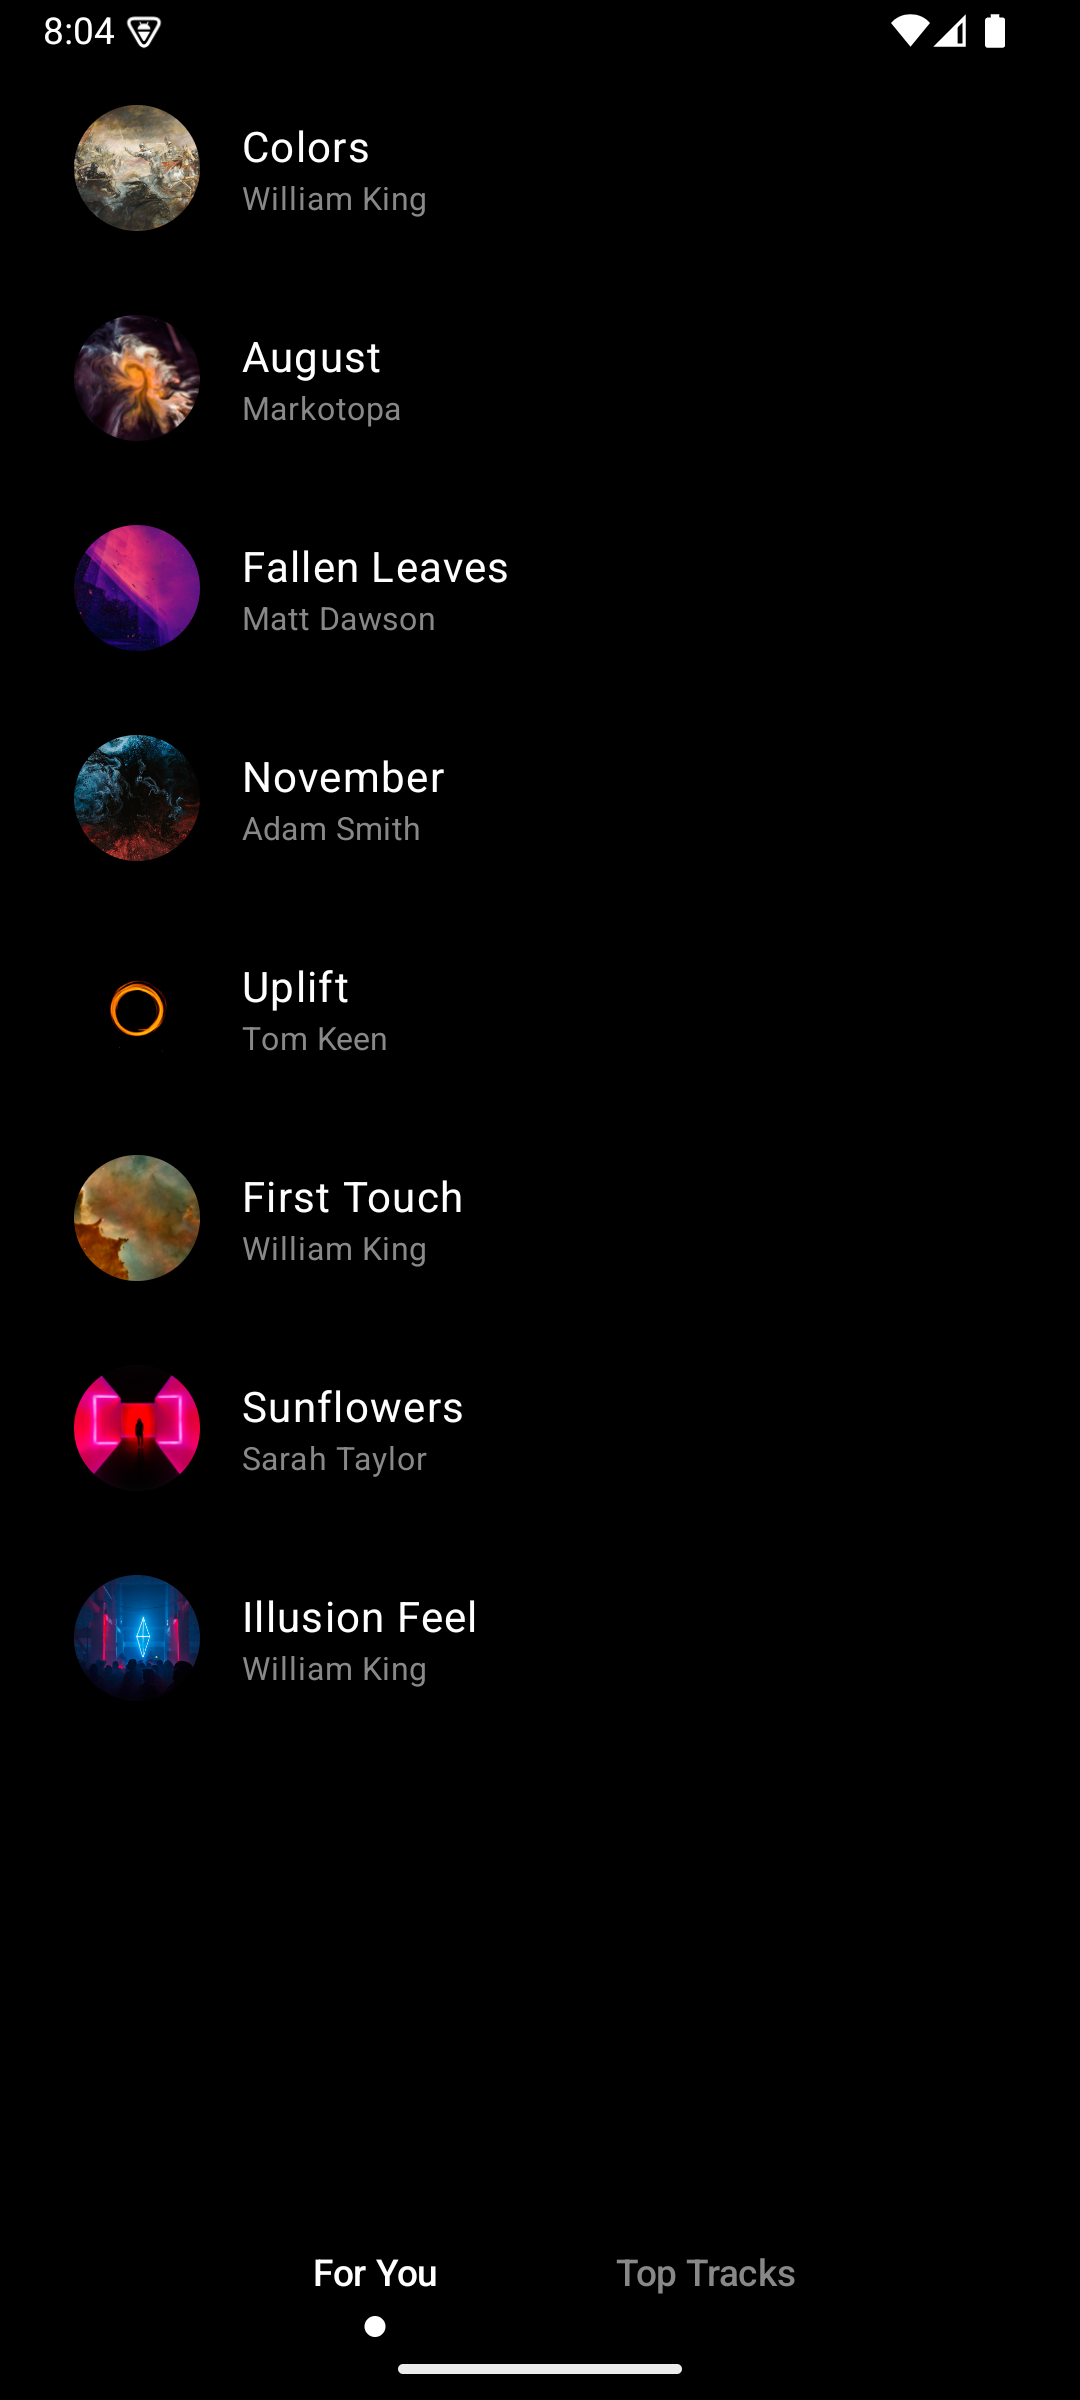 8:04
Colors
William King
August
Markotopa
Fallen Leaves
Matt Dawson
November
Adam Smith
Uplift
Tom Keen
First Touch
William King
Sunflowers
Sarah Taylor
Illusion Feel
William King
For You
Top Tracks